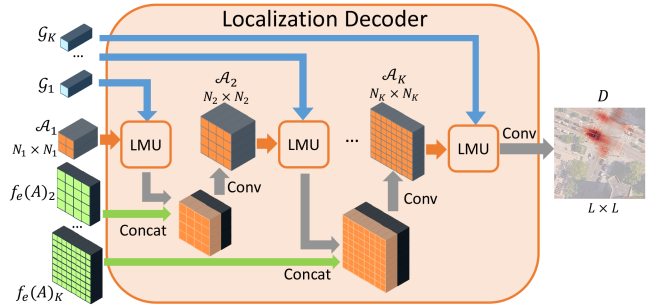 Localization Decoder
𝒢_K
...
𝒢_1
𝒜_1
N_1 × N_1
f_e(A)_2
...
f_e(A)_K
LMU
Concat
Conv
𝒜_2
N_2 × N_2
LMU
Concat
...
Conv
𝒜_K
N_K × N_K
LMU
Conv
D
L × L